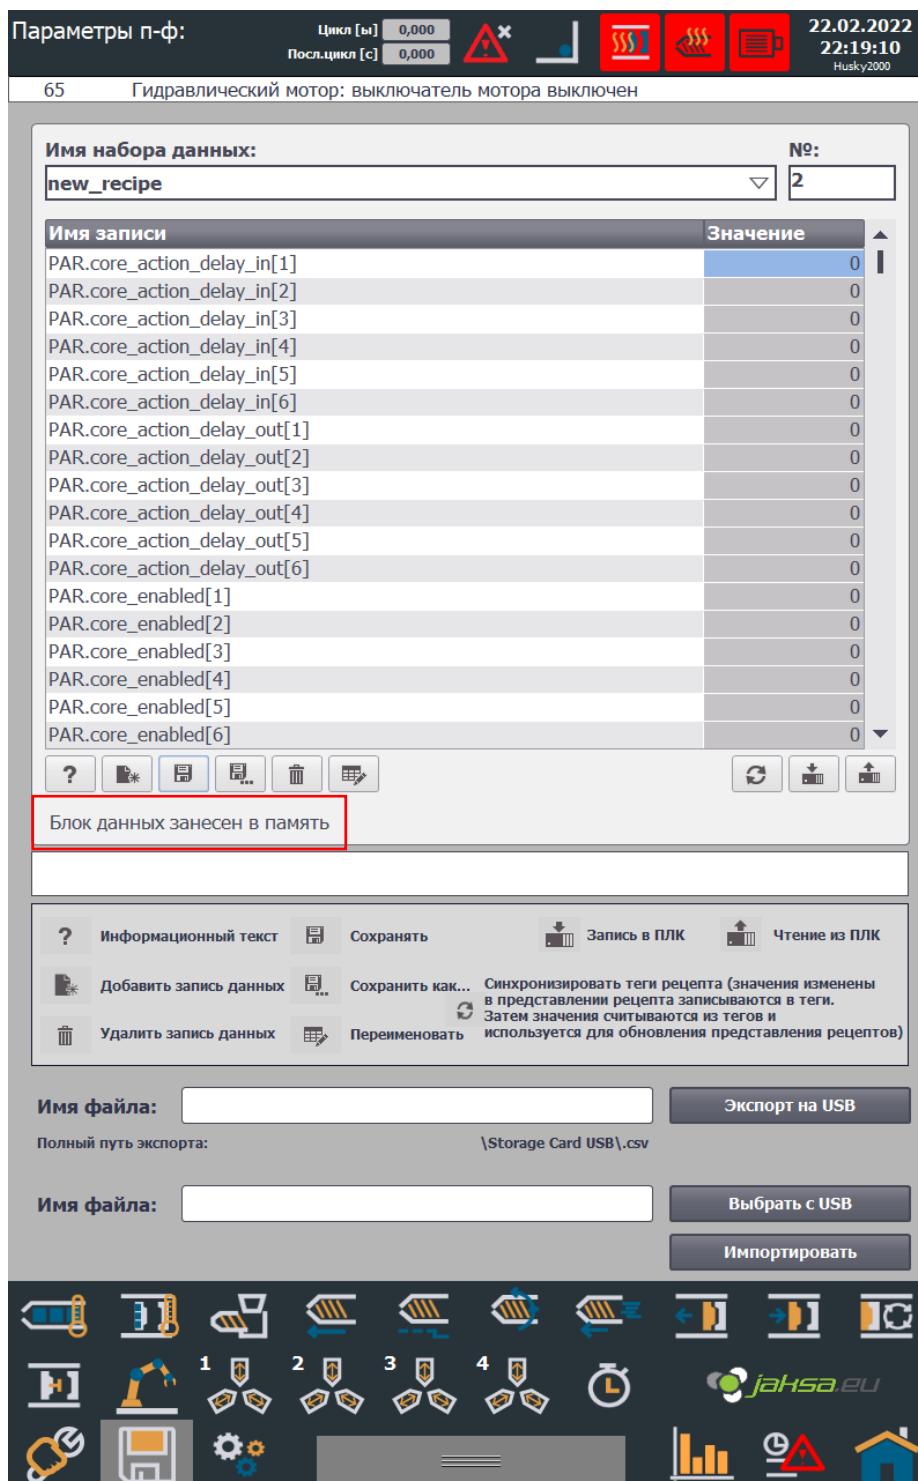 Параметры п-ф:
Цикл [ы] 0,000
Посл.цикл [с] 0,000
22.02.2022
22:19:10
Husky2000
65 Гидравлический мотор: выключатель мотора выключен
Имя набора данных: №:
new_recipe 2
Имя записи Значение
PAR.core_action_delay_in[1] 0
PAR.core_action_delay_in[2] 0
PAR.core_action_delay_in[3] 0
PAR.core_action_delay_in[4] 0
PAR.core_action_delay_in[5] 0
PAR.core_action_delay_in[6] 0
PAR.core_action_delay_out[1] 0
PAR.core_action_delay_out[2] 0
PAR.core_action_delay_out[3] 0
PAR.core_action_delay_out[4] 0
PAR.core_action_delay_out[5] 0
PAR.core_action_delay_out[6] 0
PAR.core_enabled[1] 0
PAR.core_enabled[2] 0
PAR.core_enabled[3] 0
PAR.core_enabled[4] 0
PAR.core_enabled[5] 0
PAR.core_enabled[6] 0
?
Блок данных занесен в память
? Информационный текст Сохранять Запись в ПЛК Чтение из ПЛК
Добавить запись данных Сохранить как...
Удалить запись данных Переименовать
Синхронизировать теги рецепта (значения изменены
в представлении рецепта записываются в теги.
Затем значения считываются из тегов и
используется для обновления представления рецептов)
Имя файла: Экспорт на USB
Полный путь экспорта: \Storage Card USB\.csv
Имя файла: Выбрать с USB
Импортировать
1 2 3 4
jaksa.eu